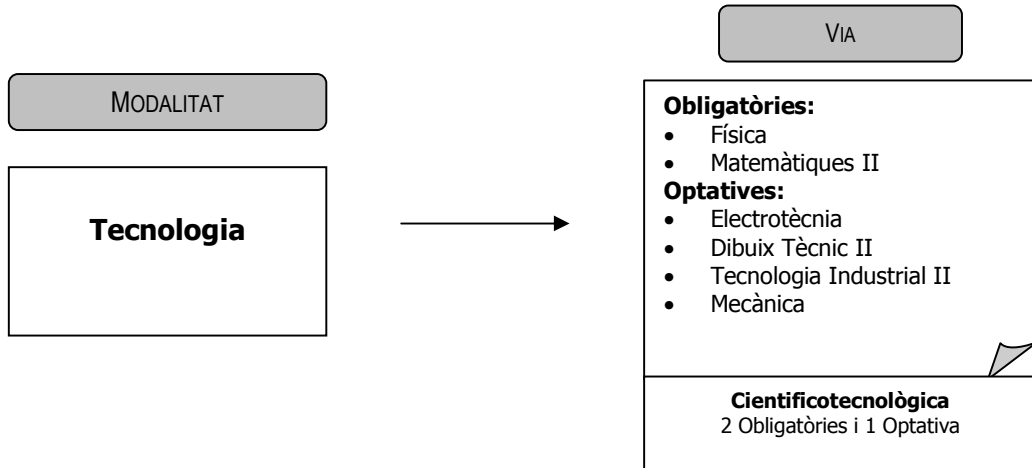 VIA
MODALITAT
Tecnologia
Obligatòries:
• Física
• Matemàtiques II
Optatives:
• Electrotècnia
• Dibuix Tècnic II
• Tecnologia Industrial II
• Mecànica
Cientificotecnològica
2 Obligatòries i 1 Optativa